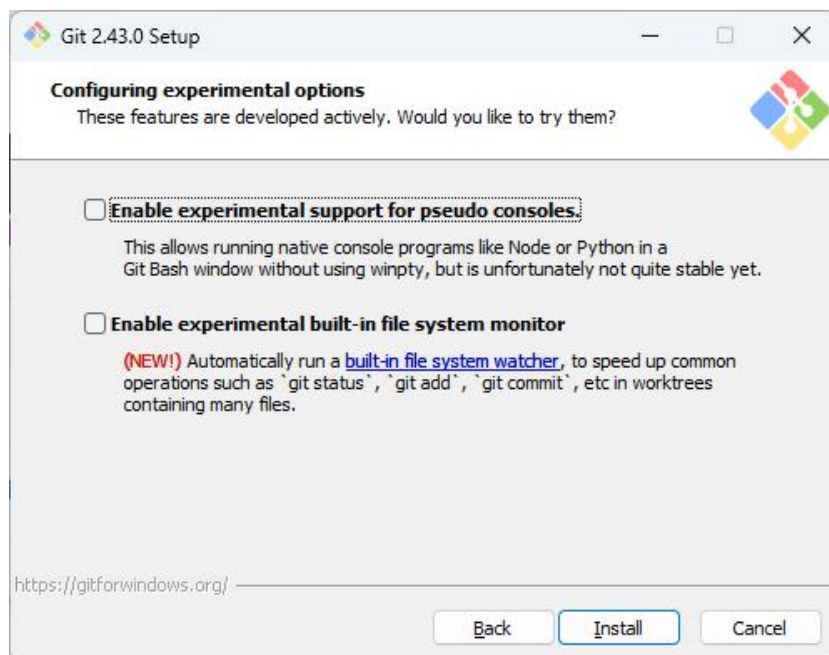 Git 2.43.0 Setup
Configuring experimental options
These features are developed actively. Would you like to try them?
Enable experimental support for pseudo consoles.
This allows running native console programs like Node or Python in a
Git Bash window without using winpty, but is unfortunately not quite stable yet.
Enable experimental built-in file system monitor
(NEW!) Automatically run a built-in file system watcher, to speed up common
operations such as `git status`, `git add`, `git commit`, etc in worktrees
containing many files.
https://gitforwindows.org/
Back Install Cancel